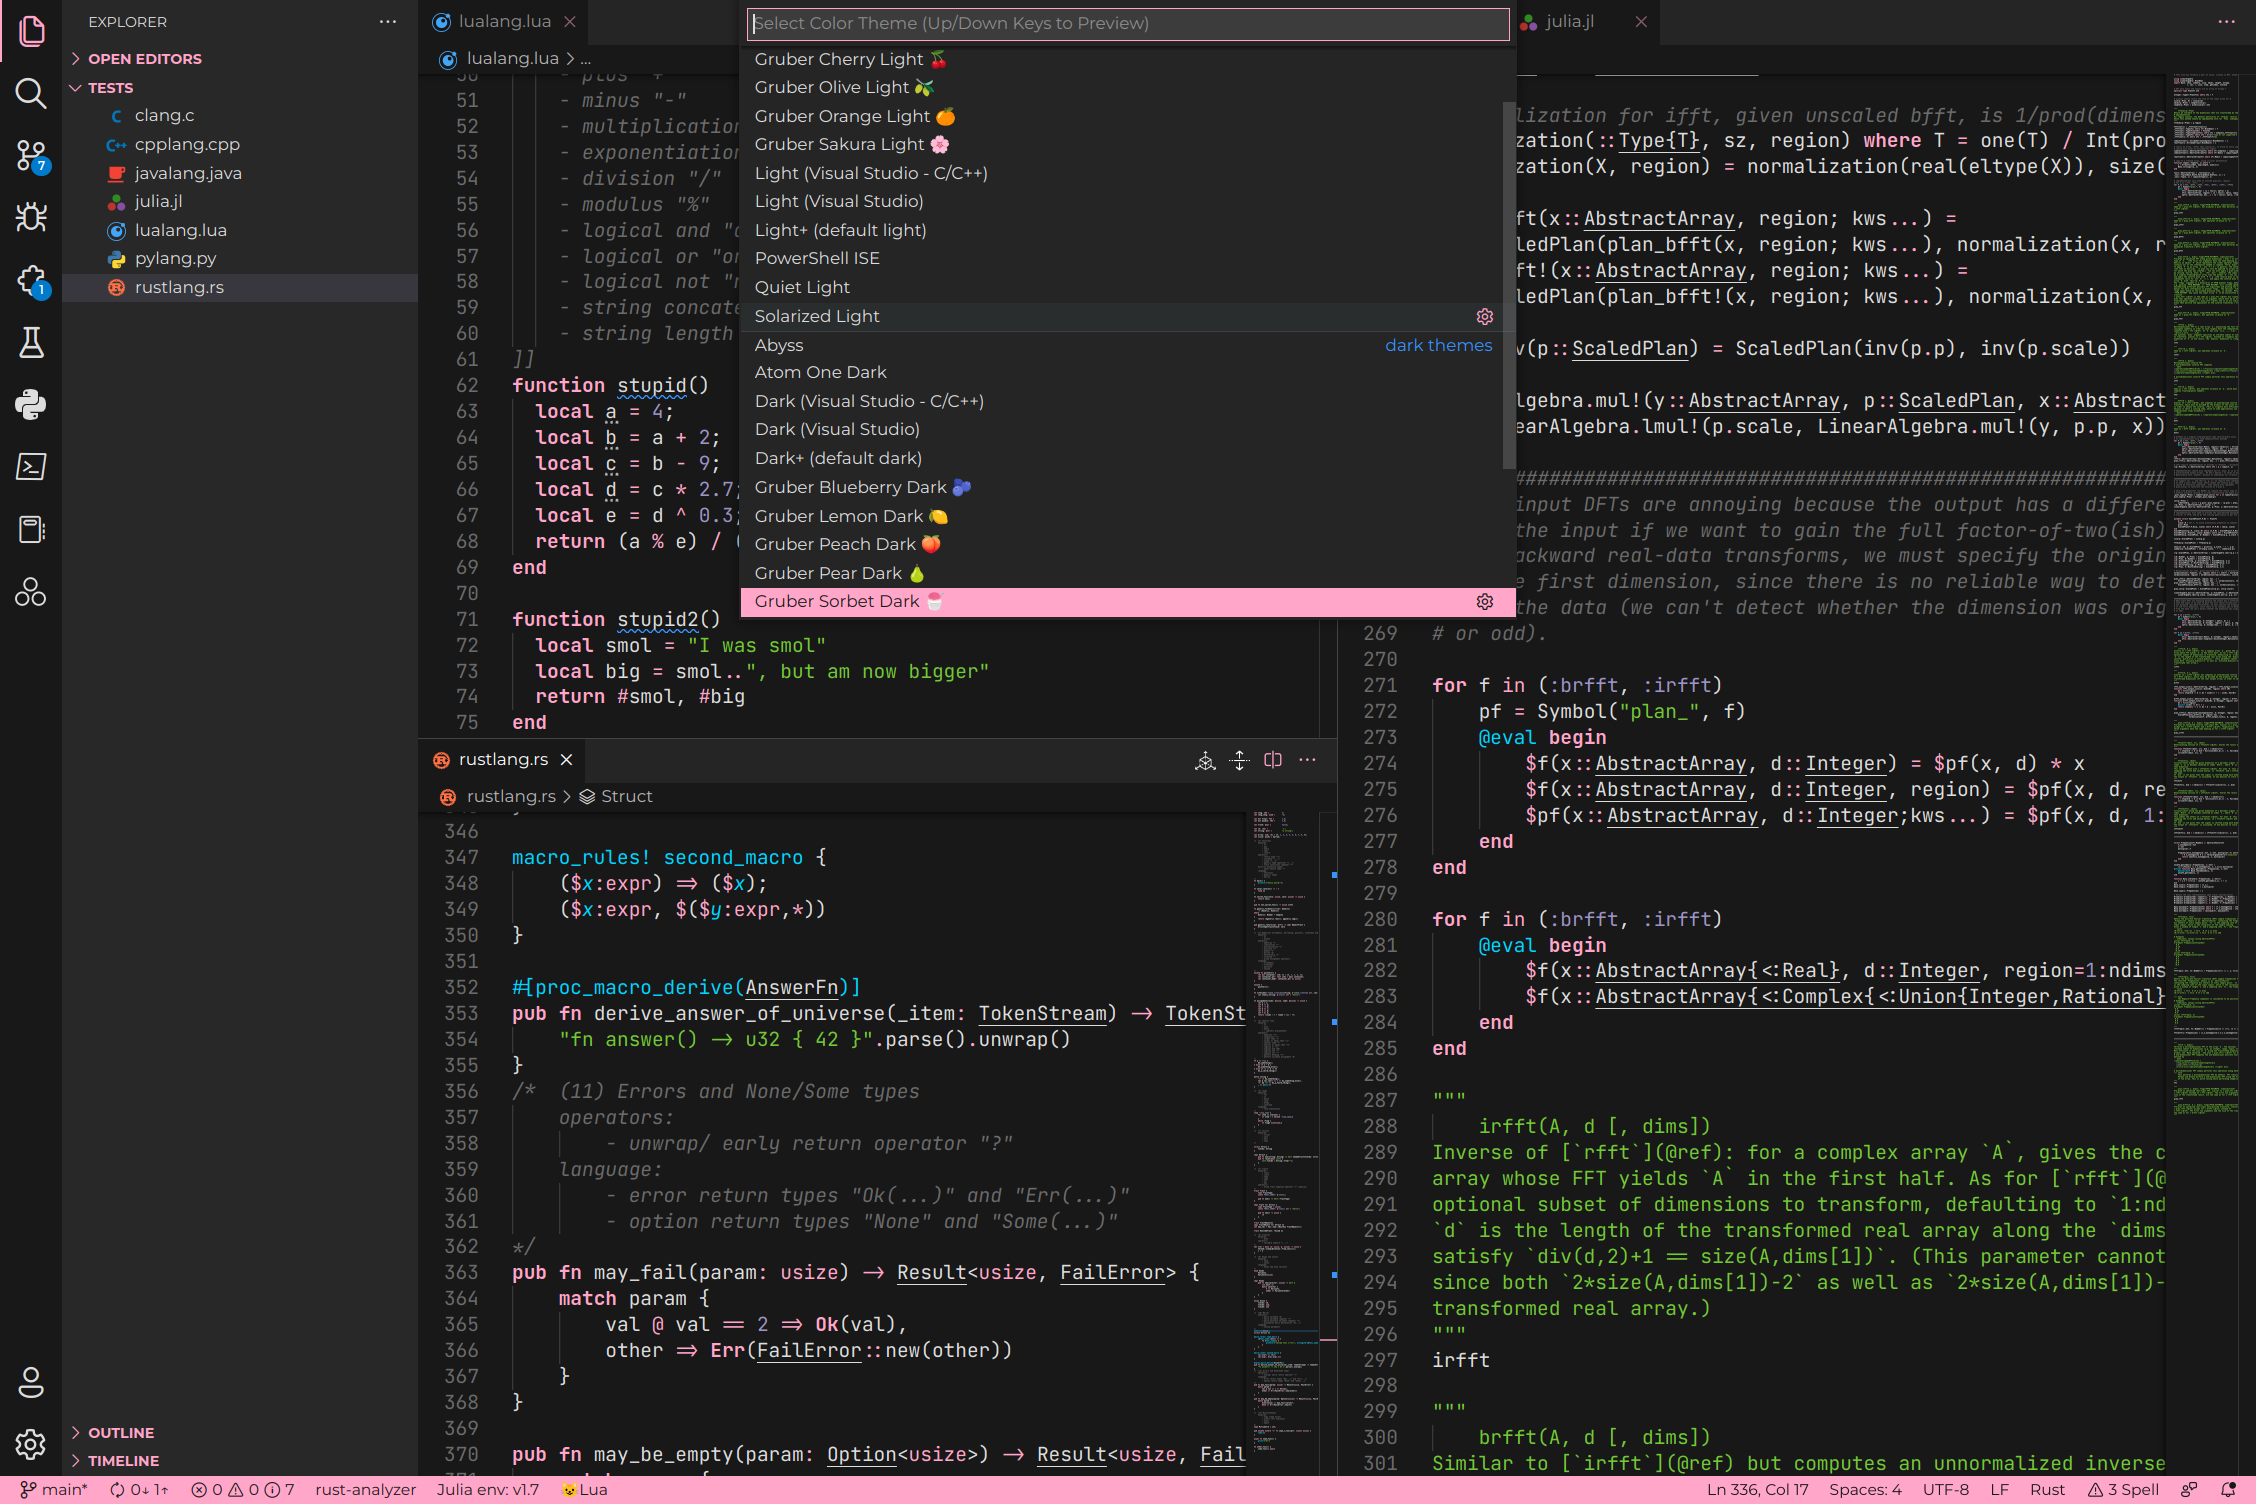 EXPLORER
OPEN EDITORS
TESTS
clang.c
cpplang.cpp
javalang.java
julia.jl
lualang.lua
pylang.py
rustlang.rs
OUTLINE
TIMELINE
7
1
lualang.lua
lualang.lua > ...
51 - minus "-"
52 - multiplication
53 - exponentiation
54 - division "/"
55 - modulus "%"
56 - logical and "
57 - logical or "or
58 - logical not "
59 - string concate
60 - string length
61 ]]
62 function stupid()
63 local a = 4;
64 local b = a + 2;
65 local c = b - 9;
66 local d = c * 2.7;
67 local e = d ^ 0.3;
68 return (a % e) / (
69 end
70
71 function stupid2()
72 local smol = "I was smol"
73 local big = smol..", but am now bigger"
74 return #smol, #big
75 end
Select Color Theme (Up/Down Keys to Preview)
Gruber Cherry Light 🍒
Gruber Olive Light 🫒
Gruber Orange Light 🍊
Gruber Sakura Light 🌸
Light (Visual Studio - C/C++)
Light (Visual Studio)
Light+ (default light)
PowerShell ISE
Quiet Light
Solarized Light
Abyss dark themes
Atom One Dark
Dark (Visual Studio - C/C++)
Dark (Visual Studio)
Dark+ (default dark)
Gruber Blueberry Dark 🫐
Gruber Lemon Dark 🍋
Gruber Peach Dark 🍑
Gruber Pear Dark 🍐
Gruber Sorbet Dark 🍧
rustlang.rs
rustlang.rs > Struct
346
347 macro_rules! second_macro {
348 ($x:expr) => ($x);
349 ($x:expr, $($y:expr,*))
350 }
351
352 #[proc_macro_derive(AnswerFn)]
353 pub fn derive_answer_of_universe(_item: TokenStream) -> TokenSt
354 "fn answer() -> u32 { 42 }".parse().unwrap()
355 }
356 /* (11) Errors and None/Some types
357 operators:
358 - unwrap/ early return operator "?"
359 language:
360 - error return types "Ok(...)" and "Err(...)"
361 - option return types "None" and "Some(...)"
362 */
363 pub fn may_fail(param: usize) -> Result<usize, FailError> {
364 match param {
365 val @ val == 2 => Ok(val),
366 other => Err(FailError::new(other))
367 }
368 }
369
370 pub fn may_be_empty(param: Option<usize>) -> Result<usize, Fail
julia.jl
lization for ifft, given unscaled bfft, is 1/prod(dimens
zation(::Type{T}, sz, region) where T = one(T) / Int(pro
zation(X, region) = normalization(real(eltype(X)), size(
ft(x::AbstractArray, region; kws...) =
ledPlan(plan_bfft(x, region; kws...), normalization(x, r
ft!(x::AbstractArray, region; kws...) =
ledPlan(plan_bfft!(x, region; kws...), normalization(x,
v(p::ScaledPlan) = ScaledPlan(inv(p.p), inv(p.scale))
lgebra.mul!(y::AbstractArray, p::ScaledPlan, x::Abstract
earAlgebra.lmul!(p.scale, LinearAlgebra.mul!(y, p.p, x))
########################################################
input DFTs are annoying because the output has a differe
the input if we want to gain the full factor-of-two(ish)
ackward real-data transforms, we must specify the origin
e first dimension, since there is no reliable way to det
the data (we can't detect whether the dimension was orig
269 # or odd).
270
271 for f in (:brfft, :irfft)
272 pf = Symbol("plan_", f)
273 @eval begin
274 $f(x::AbstractArray, d::Integer) = $pf(x, d) * x
275 $f(x::AbstractArray, d::Integer, region) = $pf(x, d, re
276 $pf(x::AbstractArray, d::Integer;kws...) = $pf(x, d, 1:
277 end
278 end
279
280 for f in (:brfft, :irfft)
281 @eval begin
282 $f(x::AbstractArray{<:Real}, d::Integer, region=1:ndims
283 $f(x::AbstractArray{<:Complex{<:Union{Integer,Rational}
284 end
285 end
286
287 """
288 irfft(A, d [, dims])
289 Inverse of [`rfft`](@ref): for a complex array `A`, gives the c
290 array whose FFT yields `A` in the first half. As for [`rfft`](@
291 optional subset of dimensions to transform, defaulting to `1:nd
292 `d` is the length of the transformed real array along the `dims
293 satisfy `div(d,2)+1 == size(A,dims[1])`. (This parameter cannot
294 since both `2*size(A,dims[1])-2` as well as `2*size(A,dims[1])-
295 transformed real array.)
296 """
297 irfft
298
299 """
300 brfft(A, d [, dims])
301 Similar to [`irfft`](@ref) but computes an unnormalized inverse
main* 0↓ 1↑ 0 0 7 rust-analyzer Julia env: v1.7 😺Lua Ln 336, Col 17 Spaces: 4 UTF-8 LF Rust 3 Spell